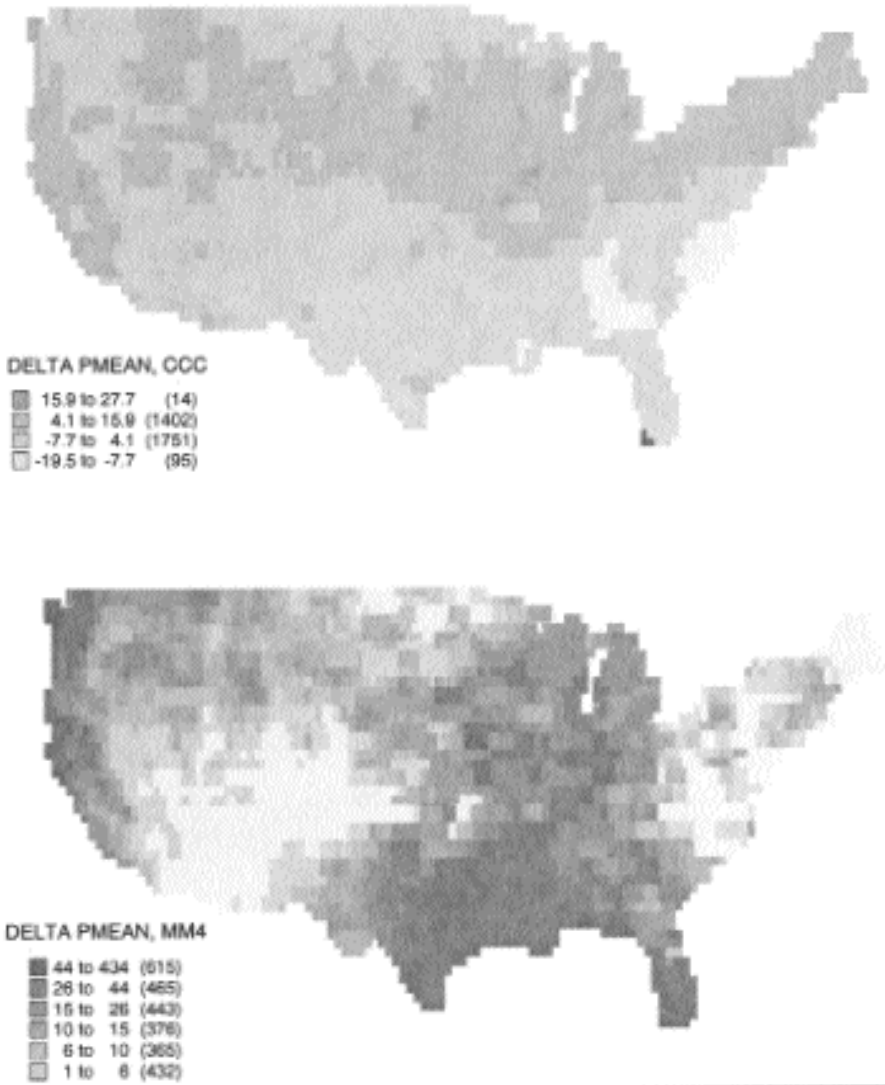 DELTA PMEAN, CCC
15.9 to 27.7 (14)
4.1 to 15.9 (1402)
-7.7 to 4.1 (1751)
-19.5 to -7.7 (95)
DELTA PMEAN, MM4
44 to 434 (615)
26 to 44 (465)
15 to 26 (443)
10 to 15 (376)
6 to 10 (365)
1 to 6 (432)